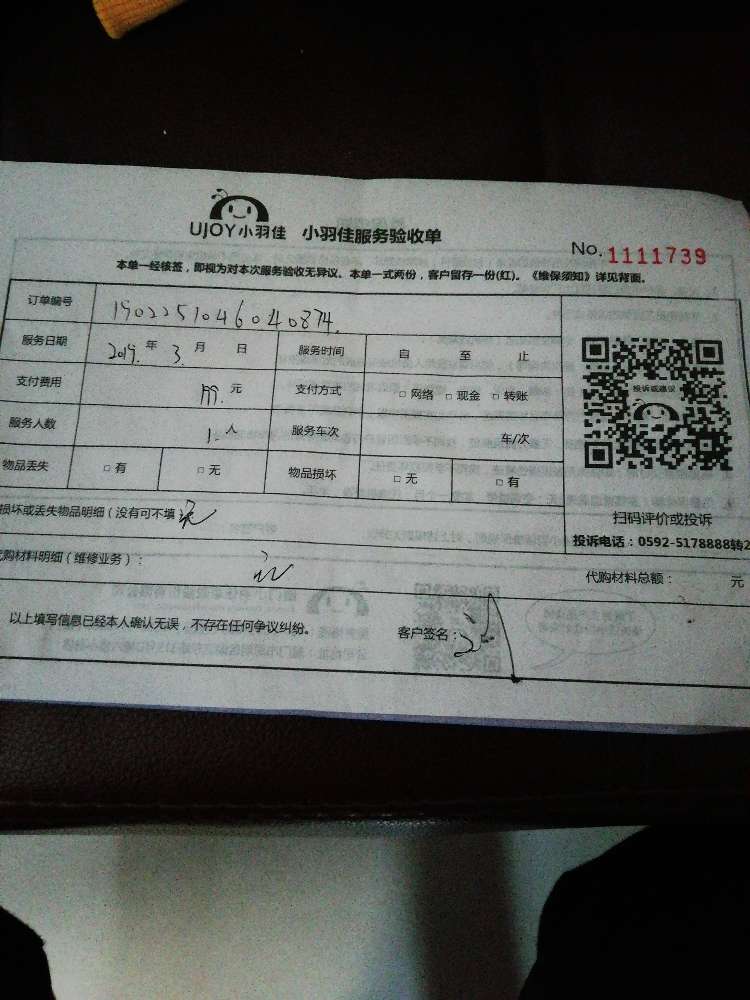 UJOY小羽佳 小羽佳服务验收单
No. 1111739
本单一经核签，即视为对本次服务验收无异议。本单一式两份，客户留存一份(红)。《维保须知》详见背面。
订单编号 1902251046040874.
服务日期 2019. 年 3. 月 日 服务时间 自 至 止
支付费用 199. 元 支付方式 □ 网络 □ 现金 □ 转账
服务人数 1. 人 服务车次 车/次
物品丢失 □ 有 □ 无 物品损坏 □ 无 □ 有
投诉或建议
扫码评价或投诉
投诉电话：0592-5178888转2
损坏或丢失物品明细（没有可不填
代购材料明细（维修业务）： 代购材料总额： 元
以上填写信息已经本人确认无误，不存在任何争议纠纷。 客户签名：